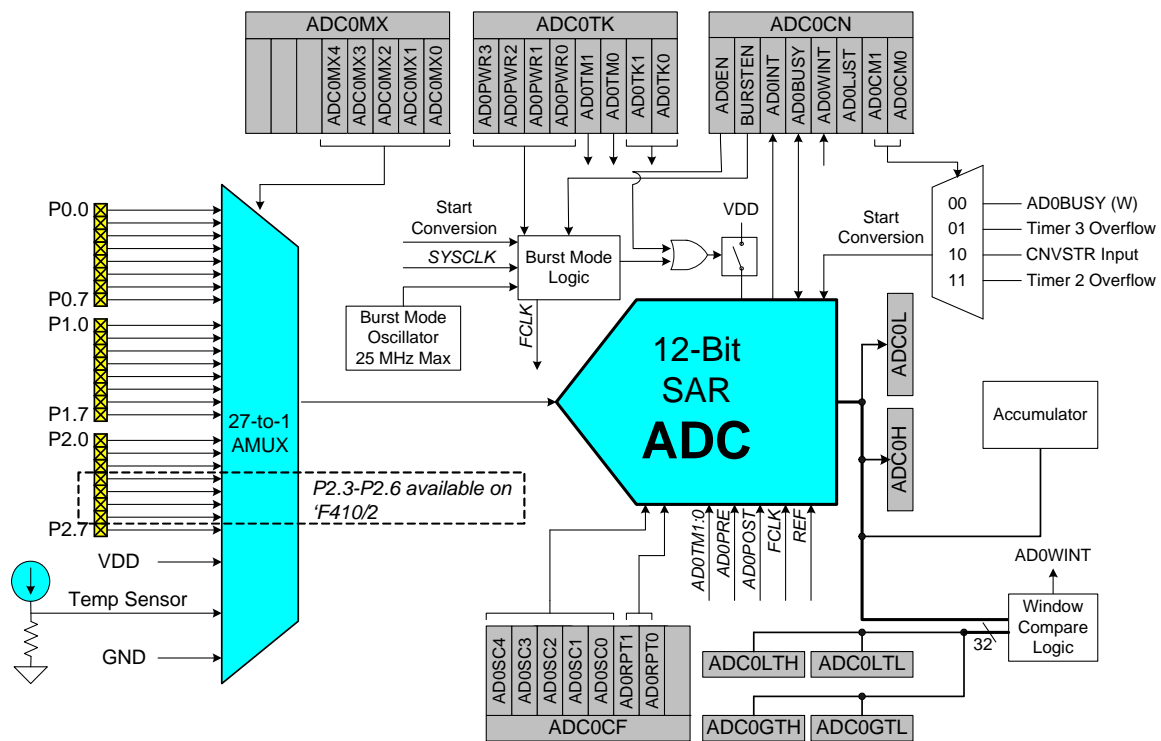 ADC0MX
ADC0MX4
ADC0MX3
ADC0MX2
ADC0MX1
ADC0MX0
ADC0TK
AD0PWR3
AD0PWR2
AD0PWR1
AD0PWR0
AD0TM1
AD0TM0
AD0TK1
AD0TK0
ADC0CN
AD0EN
BURSTEN
AD0INT
AD0BUSY
AD0WINT
AD0LJST
AD0CM1
AD0CM0
P0.0
P0.7
P1.0
P1.7
P2.0
P2.7
VDD
Temp Sensor
GND
27-to-1
AMUX
P2.3-P2.6 available on
‘F410/2
Start
Conversion
SYSCLK
Burst Mode
Logic
Burst Mode
Oscillator
25 MHz Max
FCLK
VDD
Start
Conversion
00
01
10
11
AD0BUSY (W)
Timer 3 Overflow
CNVSTR Input
Timer 2 Overflow
12-Bit
SAR
ADC
ADC0L
ADC0H
Accumulator
AD0TM1:0
AD0PRE
AD0POST
FCLK
REF
AD0WINT
Window
Compare
Logic
32
AD0SC4
AD0SC3
AD0SC2
AD0SC1
AD0SC0
AD0RPT1
AD0RPT0
ADC0CF
ADC0LTH
ADC0LTL
ADC0GTH
ADC0GTL